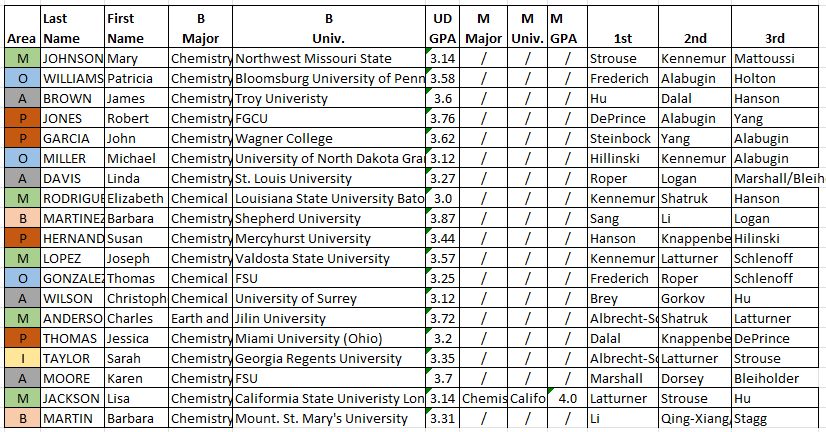 Area Last Name First Name B Major B Univ. UD GPA M Major M Univ. M GPA 1st 2nd 3rd
M JOHNSON Mary Chemistry Northwest Missouri State 3.14 / / / Strouse Kennemur Mattoussi
O WILLIAMS Patricia Chemistry Bloomsburg University of Penn 3.58 / / / Frederich Alabugin Holton
A BROWN James Chemistry Troy Univeristy 3.6 / / / Hu Dalal Hanson
P JONES Robert Chemistry FGCU 3.76 / / / DePrince Alabugin Yang
P GARCIA John Chemistry Wagner College 3.62 / / / Steinbock Yang Alabugin
O MILLER Michael Chemistry University of North Dakota Gra 3.12 / / / Hillinski Kennemur Alabugin
A DAVIS Linda Chemistry St. Louis University 3.27 / / / Roper Logan Marshall/Bleih
M RODRIGUE Elizabeth Chemical Louisiana State University Bato 3.0 / / / Kennemur Shatruk Hanson
B MARTINEZ Barbara Chemistry Shepherd University 3.87 / / / Sang Li Logan
P HERNAND Susan Chemistry Mercyhurst University 3.44 / / / Hanson Knappenbe Hilinski
M LOPEZ Joseph Chemistry Valdosta State University 3.57 / / / Kennemur Latturner Schlenoff
O GONZALEZ Thomas Chemical FSU 3.25 / / / Frederich Roper Schlenoff
A WILSON Christoph Chemical University of Surrey 3.12 / / / Brey Gorkov Hu
M ANDERSO Charles Earth and Jilin University 3.72 / / / Albrecht-Sc Shatruk Latturner
P THOMAS Jessica Chemistry Miami University (Ohio) 3.2 / / / Dalal Knappenbe DePrince
I TAYLOR Sarah Chemistry Georgia Regents University 3.35 / / / Albrecht-Sc Latturner Strouse
A MOORE Karen Chemistry FSU 3.7 / / / Marshall Dorsey Bleiholder
M JACKSON Lisa Chemistry California State Univeristy Lon 3.14 Chemis Califo 4.0 Latturner Strouse Hu
B MARTIN Barbara Chemistry Mount. St. Mary's University 3.31 / / / Li Qing-Xiang, Stagg